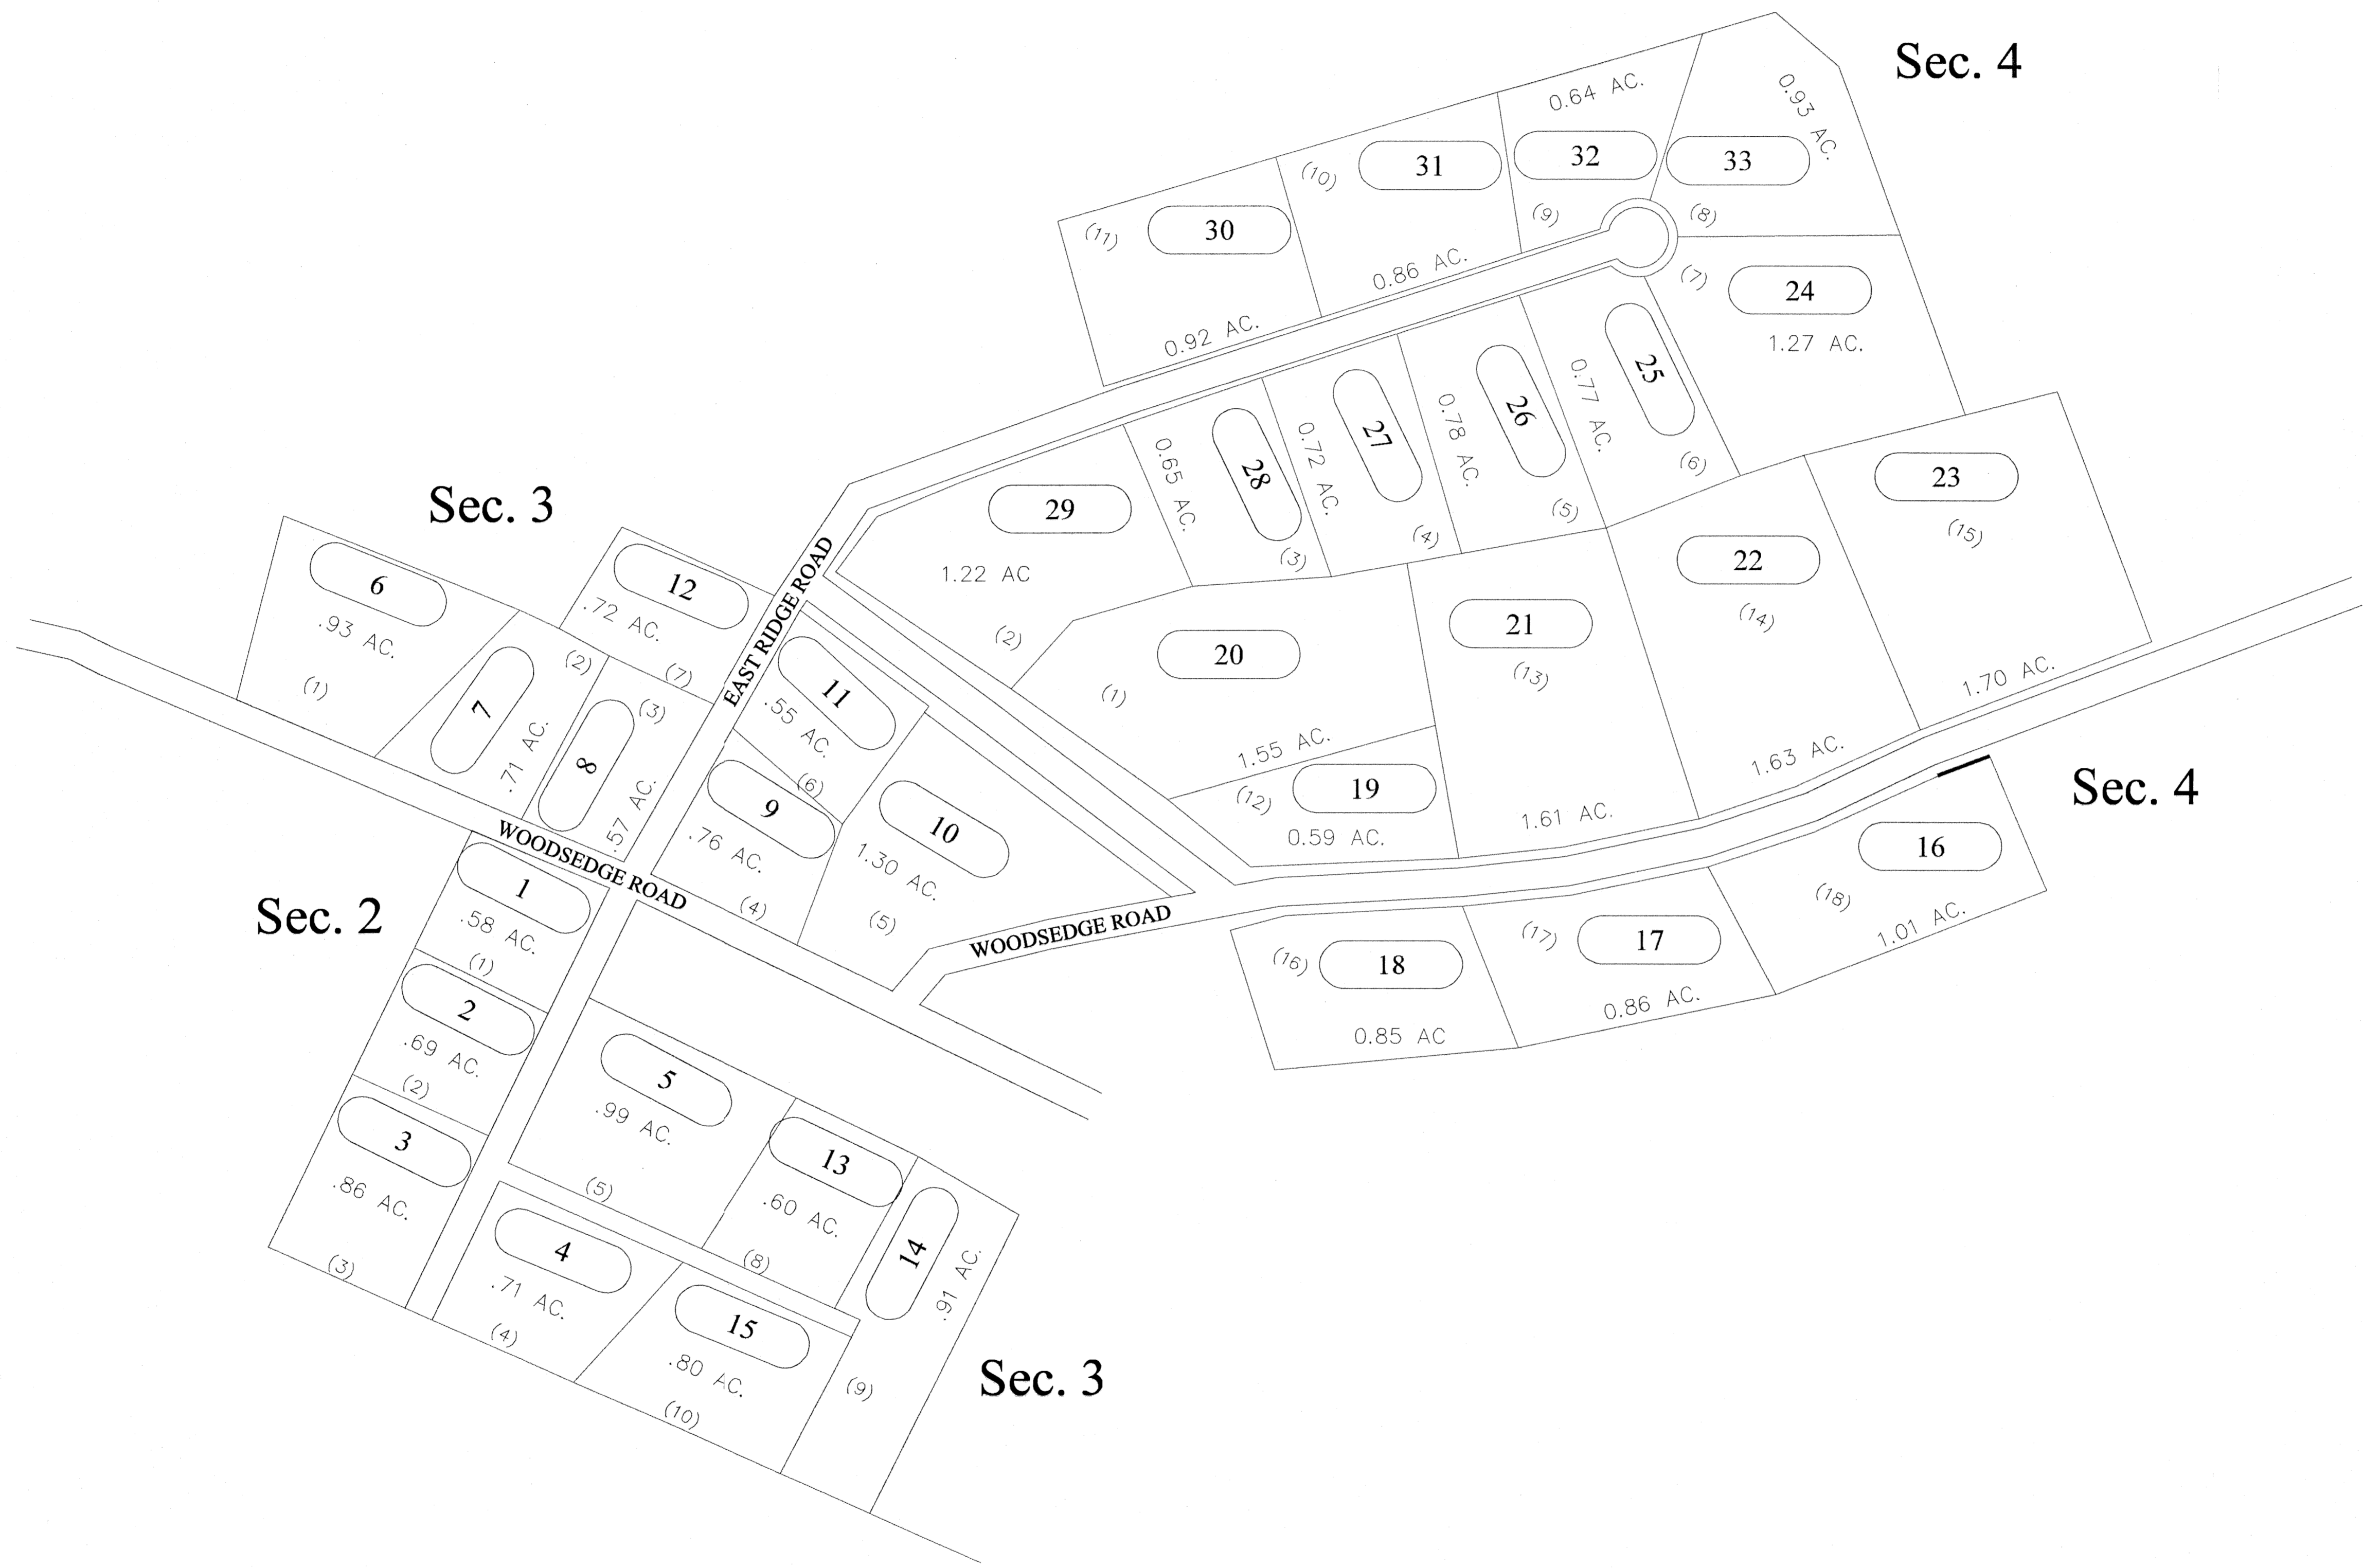 Sec. 4
0.93 AC.
0.64 AC.
33
32
(8)
(9)
31
(10)
0.86 AC.
30
(11)
0.92 AC.
24
(7)
1.27 AC.
25
0.77 AC.
(6)
26
0.78 AC.
(5)
27
0.72 AC.
(4)
28
0.65 AC.
(3)
29
1.22 AC
(2)
23
(15)
1.70 AC.
22
(14)
1.63 AC.
21
(13)
1.61 AC.
20
(1)
1.55 AC.
19
(12)
0.59 AC.
Sec. 3
6
.93 AC.
(1)
7
.71 AC.
(2)
8
.57 AC.
(3)
12
.72 AC.
(7)
EAST RIDGE ROAD
11
.55 AC.
(6)
9
.76 AC.
(4)
10
1.30 AC.
(5)
WOODSEDGE ROAD
WOODSEDGE ROAD
Sec. 4
16
(18)
1.01 AC.
17
(17)
0.86 AC.
18
(16)
0.85 AC
Sec. 2
1
.58 AC.
(1)
2
.69 AC.
(2)
3
.86 AC.
(3)
5
.99 AC.
(5)
13
.60 AC.
(8)
14
.91 AC.
(9)
4
.71 AC.
(4)
15
.80 AC.
(10)
Sec. 3